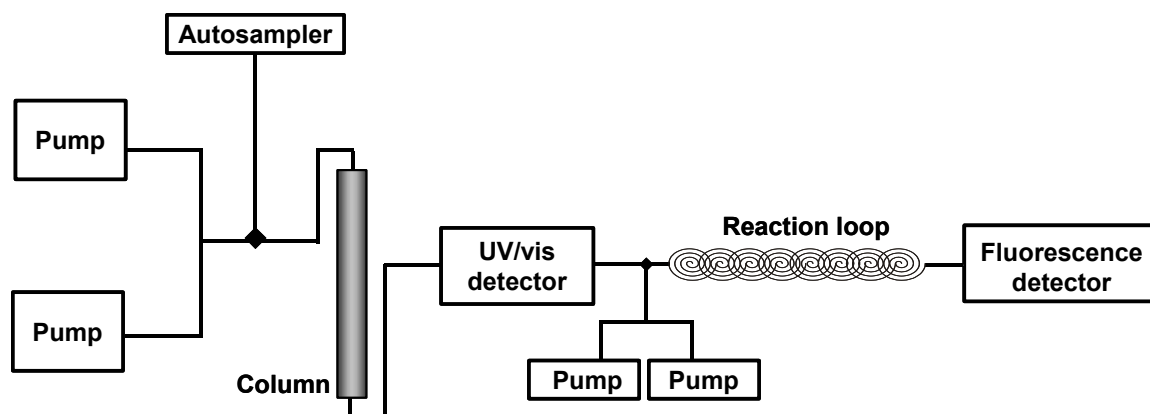 Autosampler
Pump
Pump
Column
UV/vis
detector
Pump
Pump
Reaction loop
Fluorescence
detector